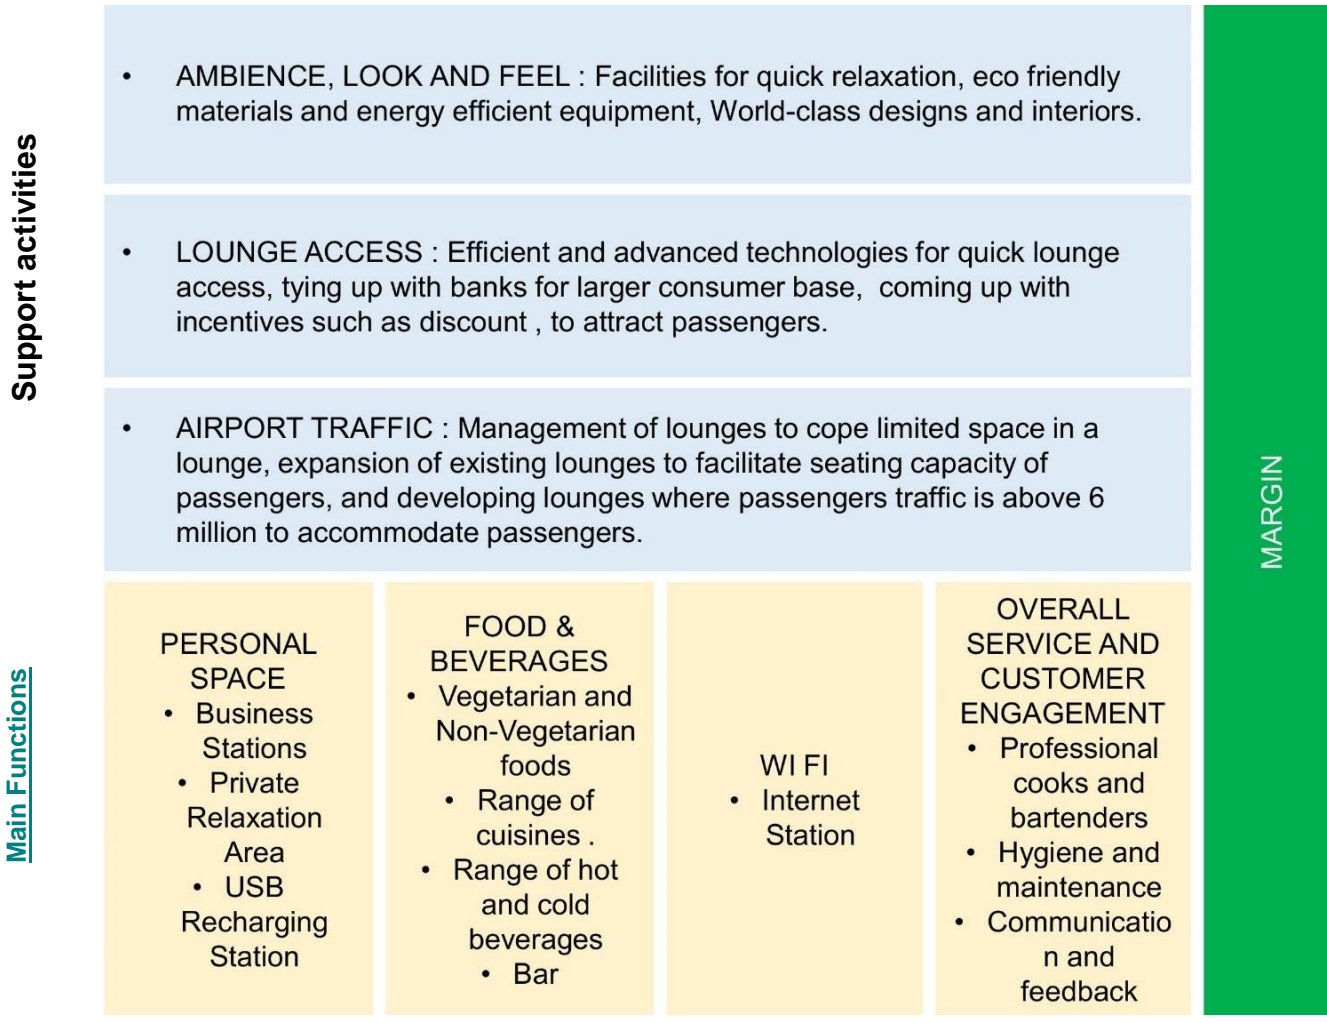 Support activities
• AMBIENCE, LOOK AND FEEL : Facilities for quick relaxation, eco friendly
materials and energy efficient equipment, World-class designs and interiors.
• LOUNGE ACCESS : Efficient and advanced technologies for quick lounge
access, tying up with banks for larger consumer base, coming up with
incentives such as discount , to attract passengers.
• AIRPORT TRAFFIC : Management of lounges to cope limited space in a
lounge, expansion of existing lounges to facilitate seating capacity of
passengers, and developing lounges where passengers traffic is above 6
million to accommodate passengers.
Main Functions
PERSONAL
SPACE
• Business
Stations
• Private
Relaxation
Area
• USB
Recharging
Station
FOOD &
BEVERAGES
• Vegetarian and
Non-Vegetarian
foods
• Range of
cuisines .
• Range of hot
and cold
beverages
• Bar
WI FI
• Internet
Station
OVERALL
SERVICE AND
CUSTOMER
ENGAGEMENT
• Professional
cooks and
bartenders
• Hygiene and
maintenance
• Communicatio
n and
feedback
MARGIN